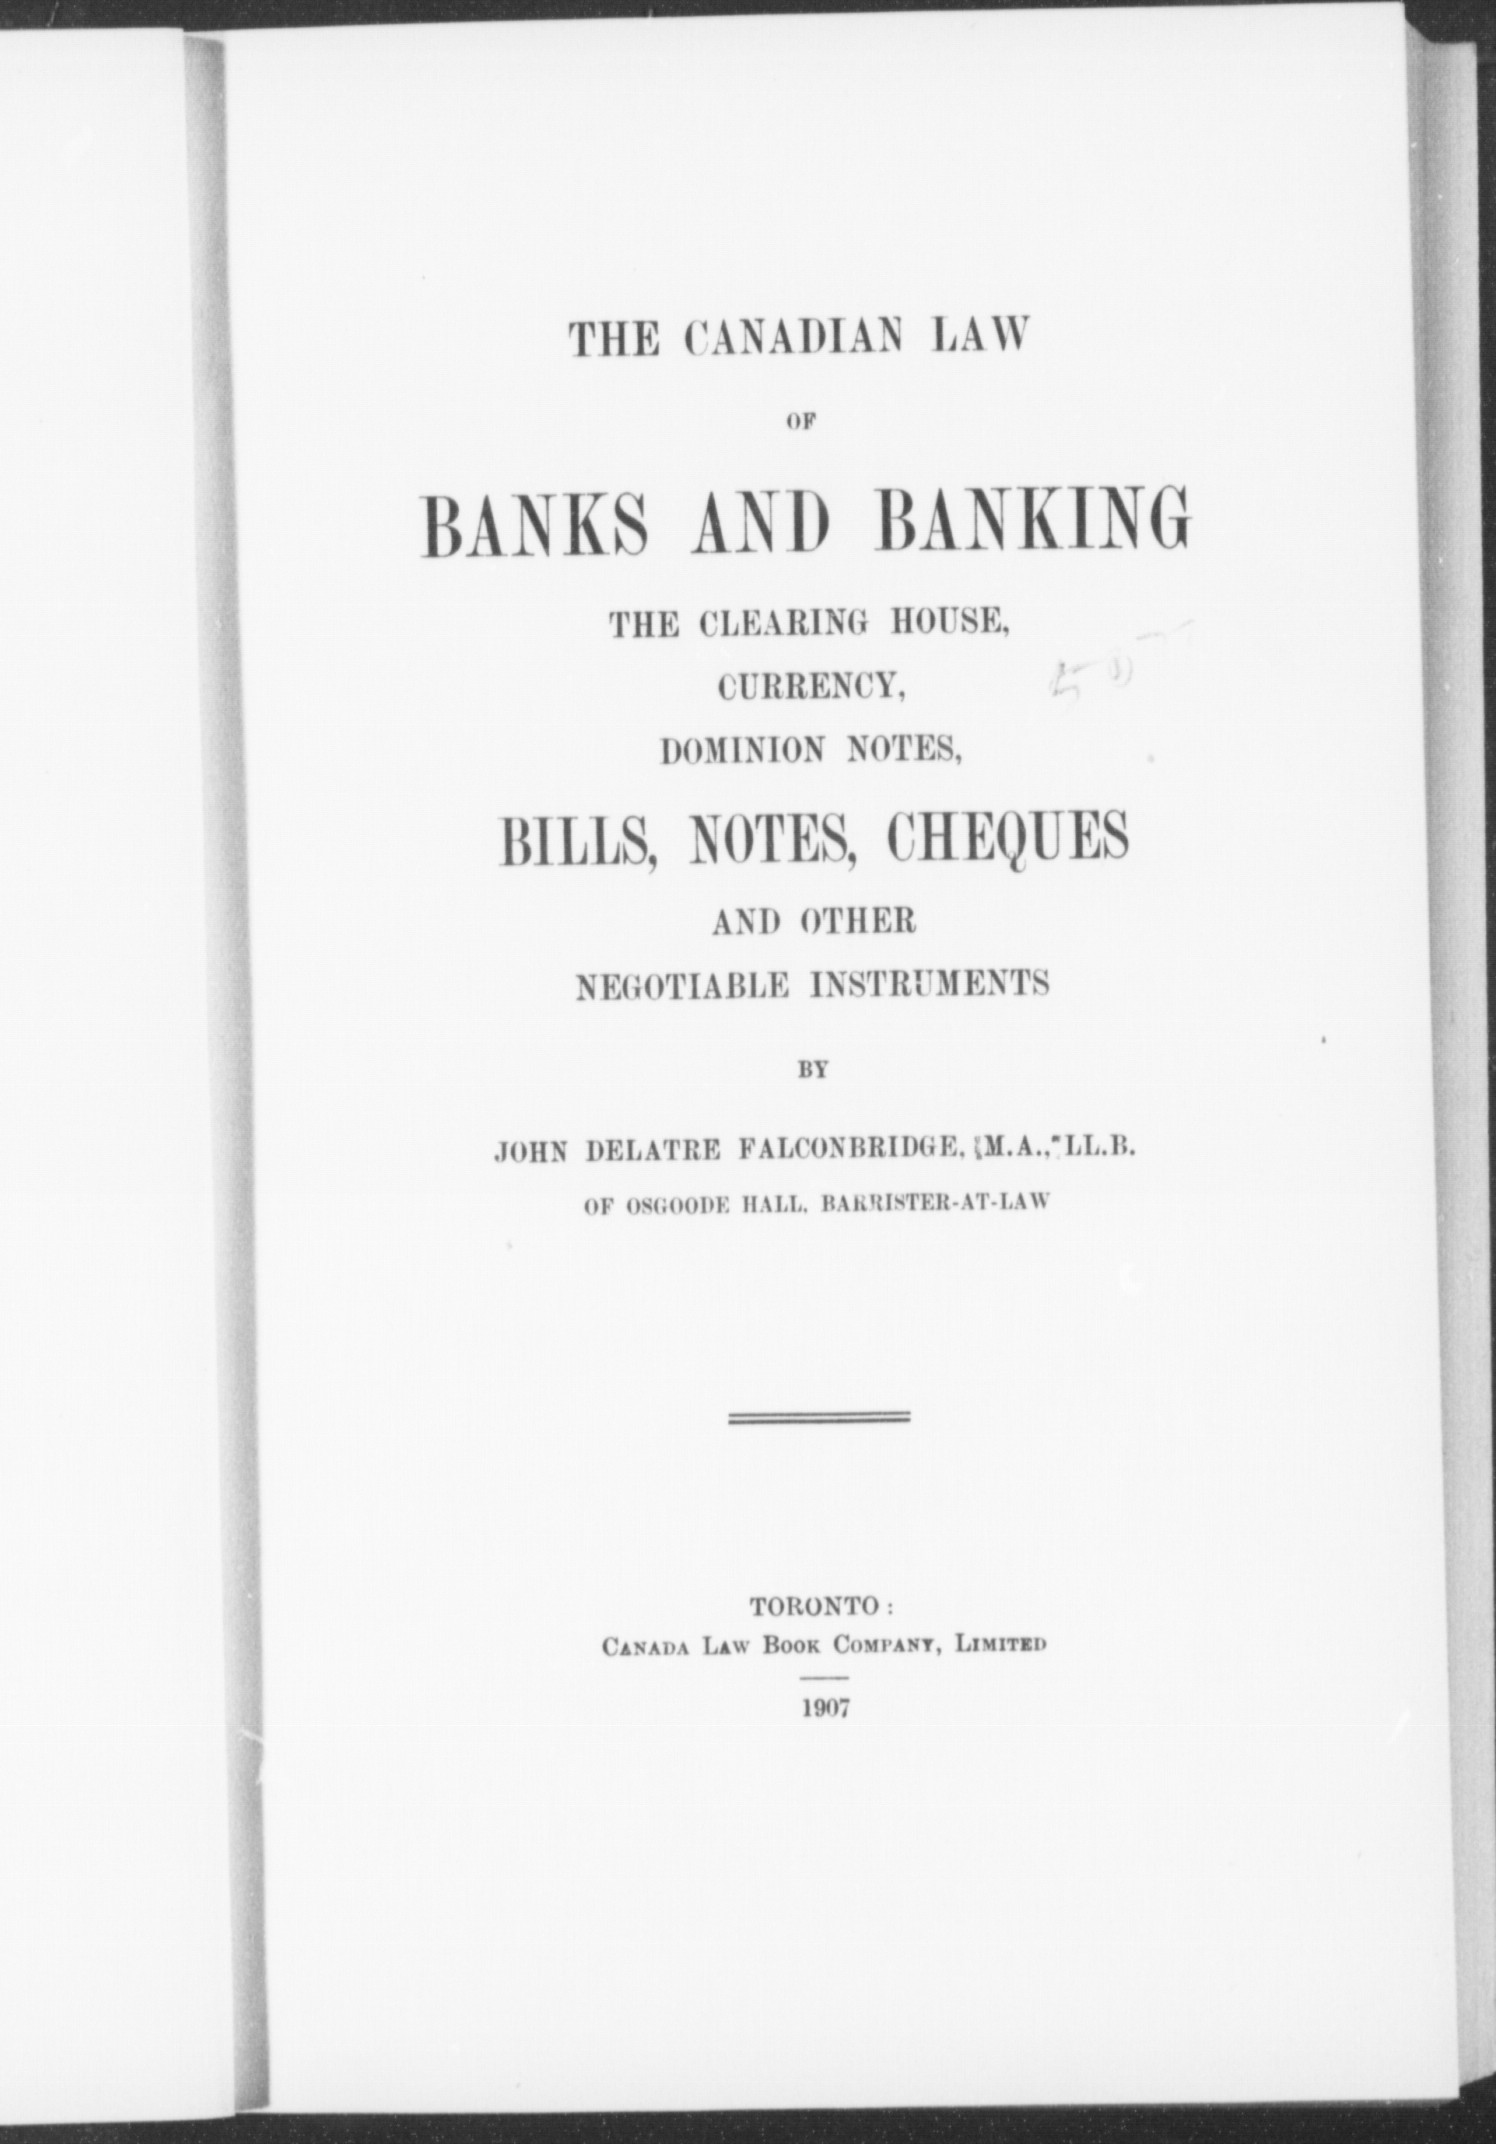 THE CANADIAN LAW
OF
BANKS AND BANKING
THE CLEARING HOUSE,
CURRENCY,
DOMINION NOTES,
BILLS, NOTES, CHEQUES
AND OTHER
NEGOTIABLE INSTRUMENTS
BY
JOHN DELATRE FALCONBRIDGE, M.A., LL.B.
OF OSGOODE HALL, BARRISTER-AT-LAW
TORONTO:
CANADA LAW BOOK COMPANY, LIMITED
1907